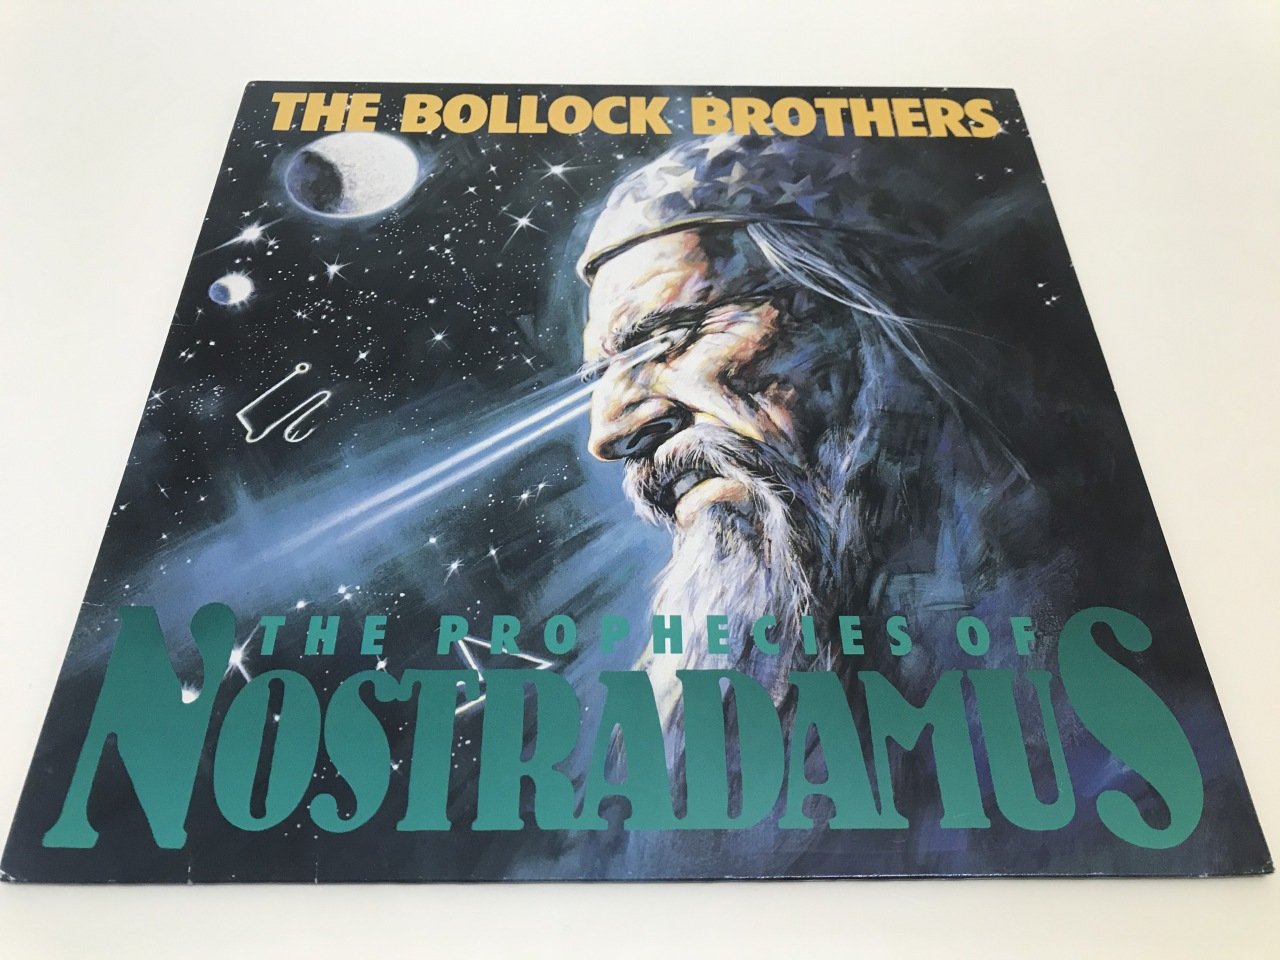 THE BOLLOCK BROTHERS
THE PROPHECIES OF
NOSTRADAMUS